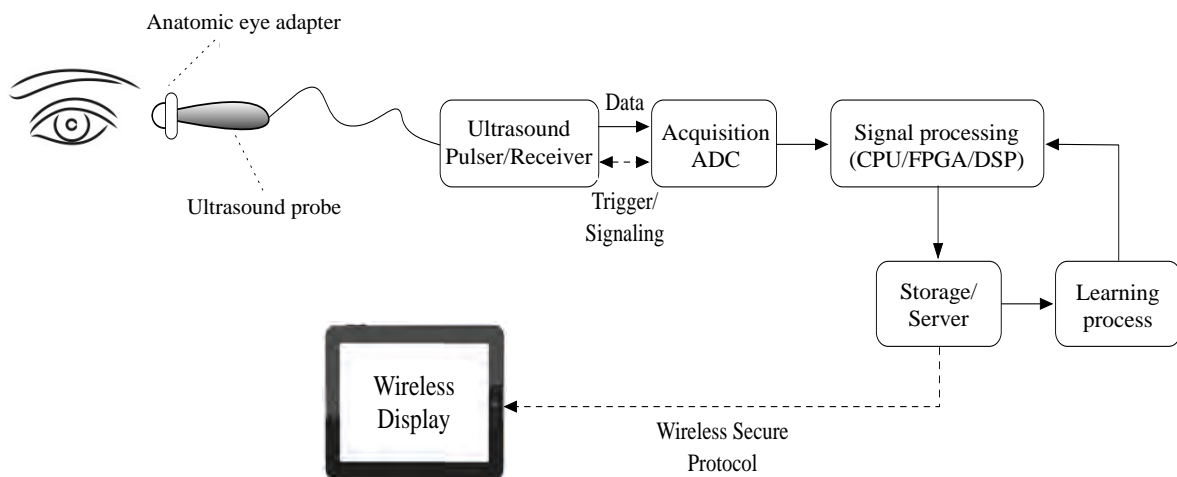 Anatomic eye adapter
Ultrasound probe
Ultrasound
Pulser/Receiver
Data
Trigger/
Signaling
Acquisition
ADC
Signal processing
(CPU/FPGA/DSP)
Storage/
Server
Learning
process
Wireless
Display
Wireless Secure
Protocol